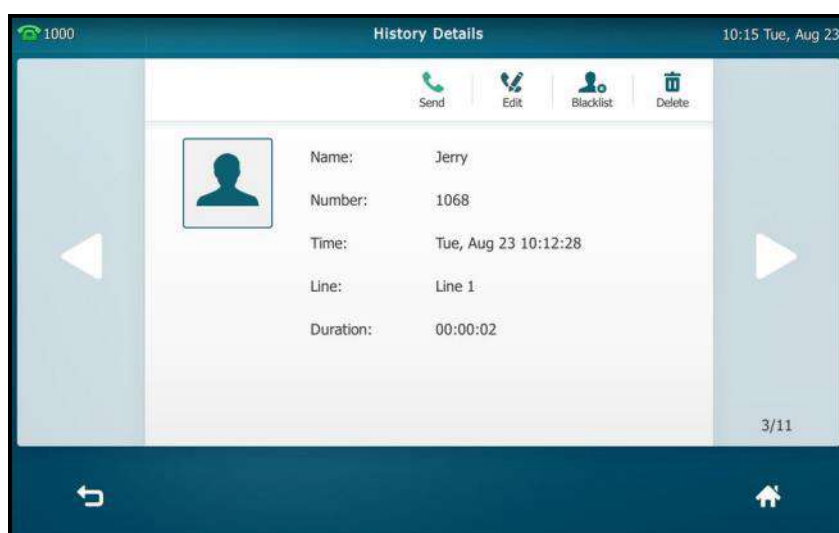 1000 History Details 10:15 Tue, Aug 23
Send Edit Blacklist Delete
Name: Jerry
Number: 1068
Time: Tue, Aug 23 10:12:28
Line: Line 1
Duration: 00:00:02
3/11